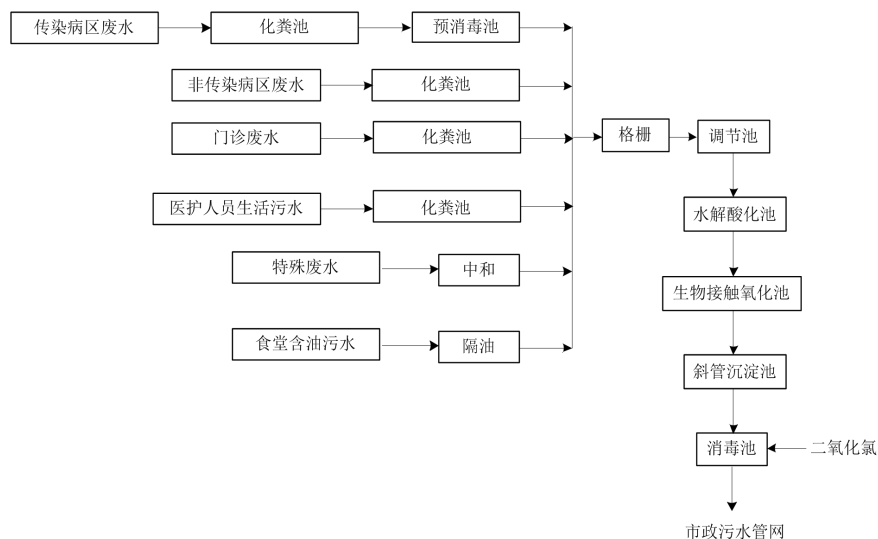 传染病区废水
化粪池
预消毒池
非传染病区废水
化粪池
门诊废水
化粪池
格栅
调节池
医护人员生活污水
化粪池
水解酸化池
特殊废水
中和
生物接触氧化池
食堂含油污水
隔油
斜管沉淀池
消毒池
二氧化氯
市政污水管网